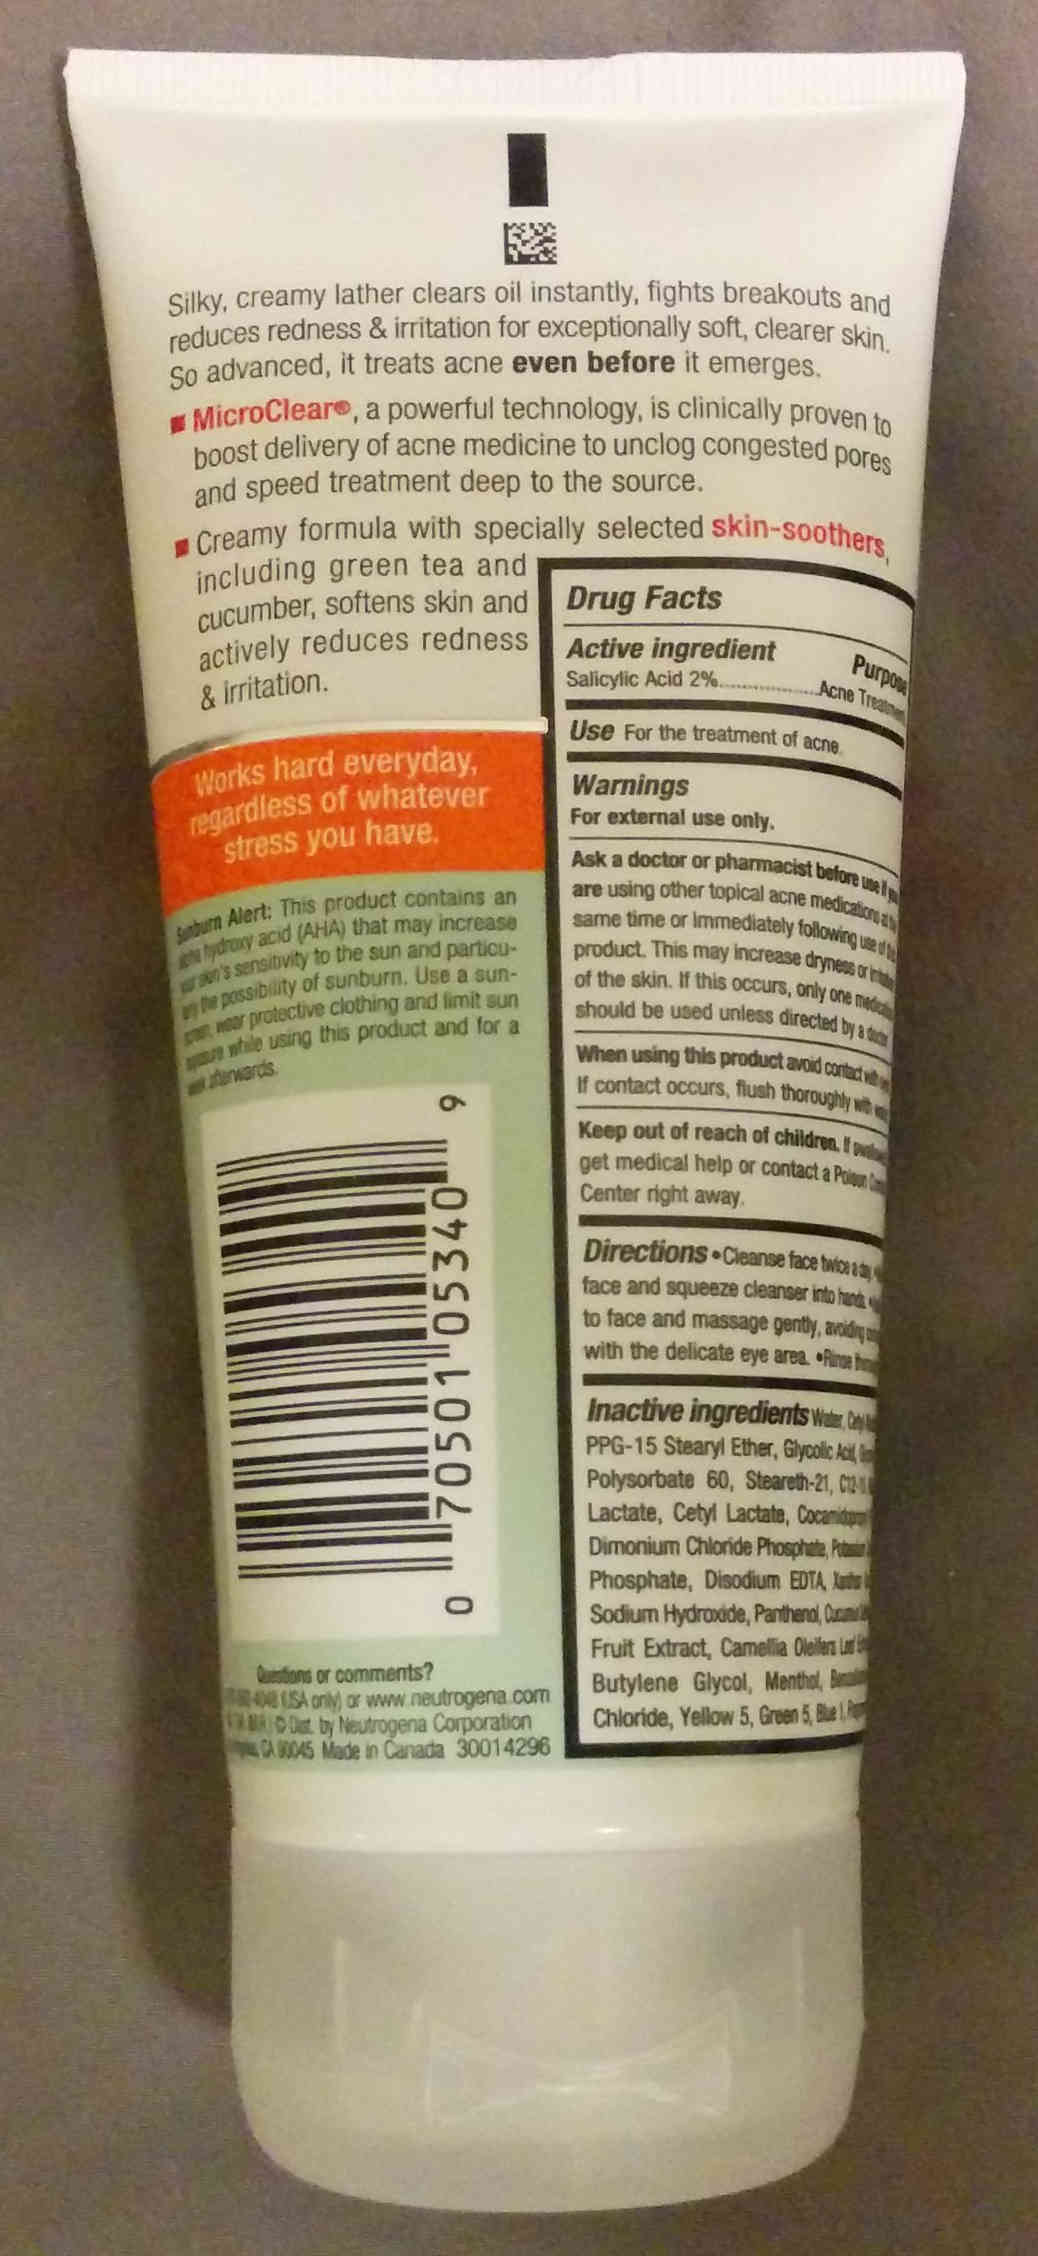 Silky, creamy lather clears oil instantly, fights breakouts and
reduces redness & irritation for exceptionally soft, clearer skin.
So advanced, it treats acne even before it emerges.
■ MicroClear®, a powerful technology, is clinically proven to
boost delivery of acne medicine to unclog congested pores
and speed treatment deep to the source.
■ Creamy formula with specially selected skin-soothers,
including green tea and
cucumber, softens skin and
actively reduces redness
& irritation.
Works hard everyday,
regardless of whatever
stress you have.
Sunburn Alert: This product contains an
alpha hydroxy acid (AHA) that may increase
your skin's sensitivity to the sun and particu-
larly the possibility of sunburn. Use a sun-
screen, wear protective clothing and limit sun
exposure while using this product and for a
week afterwards.
0 70501 05340 9
Questions or comments?
(USA only) or www.neutrogena.com
© Dist. by Neutrogena Corporation
CA 90045 Made in Canada 30014296
Drug Facts
Active ingredient Purpose
Salicylic Acid 2%....................Acne Treatment
Use For the treatment of acne.
Warnings
For external use only.
Ask a doctor or pharmacist before use if you
are using other topical acne medications at the
same time or immediately following use of this
product. This may increase dryness or irritation
of the skin. If this occurs, only one medication
should be used unless directed by a doctor.
When using this product avoid contact with
If contact occurs, flush thoroughly with
Keep out of reach of children. If swallowed,
get medical help or contact a Poison
Center right away.
Directions •Cleanse face twice a day.
face and squeeze cleanser into hands.
to face and massage gently, avoiding
with the delicate eye area. •Rinse
Inactive ingredients Water,
PPG-15 Stearyl Ether, Glycolic Acid,
Polysorbate 60, Steareth-21,
Lactate, Cetyl Lactate,
Dimonium Chloride Phosphate,
Phosphate, Disodium EDTA,
Sodium Hydroxide, Panthenol,
Fruit Extract, Camellia Oleifera Leaf
Butylene Glycol, Menthol,
Chloride, Yellow 5, Green 5, Blue 1,